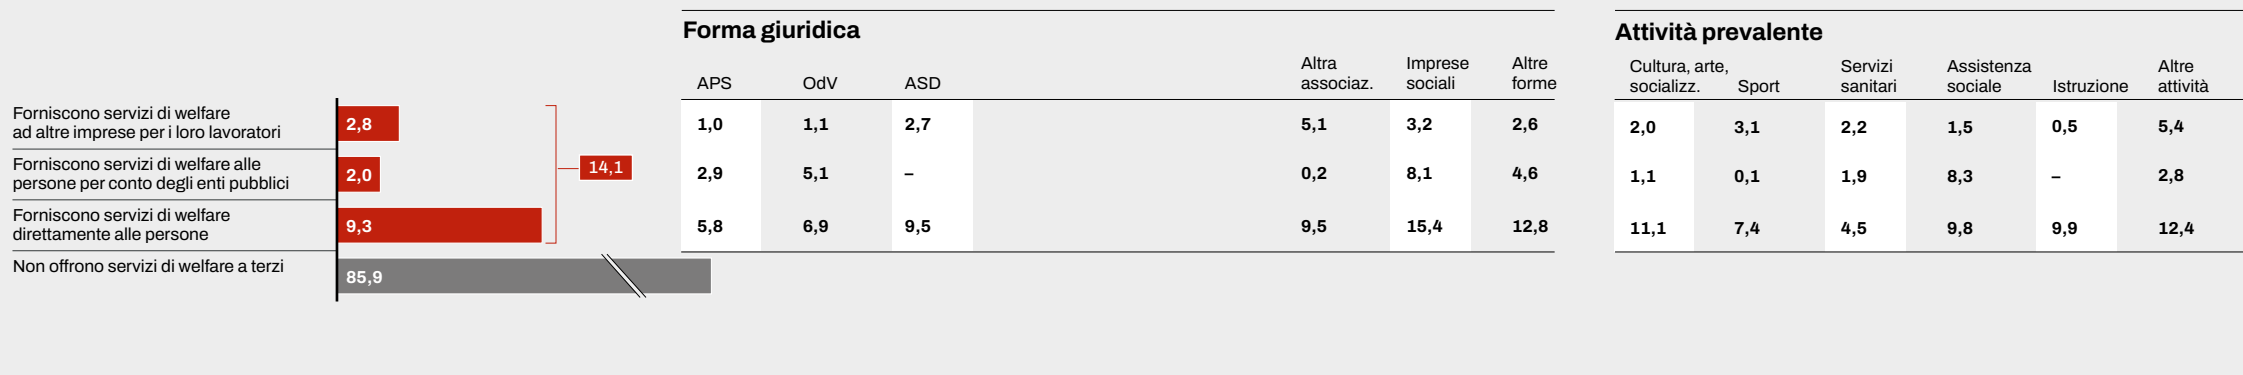 Forma giuridica
Attività prevalente
APS OdV ASD Altra associaz. Imprese sociali Altre forme
Cultura, arte, socializz. Sport Servizi sanitari Assistenza sociale Istruzione Altre attività
Forniscono servizi di welfare
ad altre imprese per i loro lavoratori
2,8
1,0 1,1 2,7 5,1 3,2 2,6
2,0 3,1 2,2 1,5 0,5 5,4
Forniscono servizi di welfare alle
persone per conto degli enti pubblici
2,0
14,1
2,9 5,1 – 0,2 8,1 4,6
1,1 0,1 1,9 8,3 – 2,8
Forniscono servizi di welfare
direttamente alle persone
9,3
5,8 6,9 9,5 9,5 15,4 12,8
11,1 7,4 4,5 9,8 9,9 12,4
Non offrono servizi di welfare a terzi
85,9